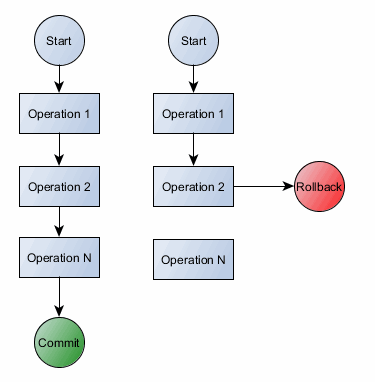 Start
Operation 1
Operation 2
Operation N
Commit
Start
Operation 1
Operation 2
Rollback
Operation N